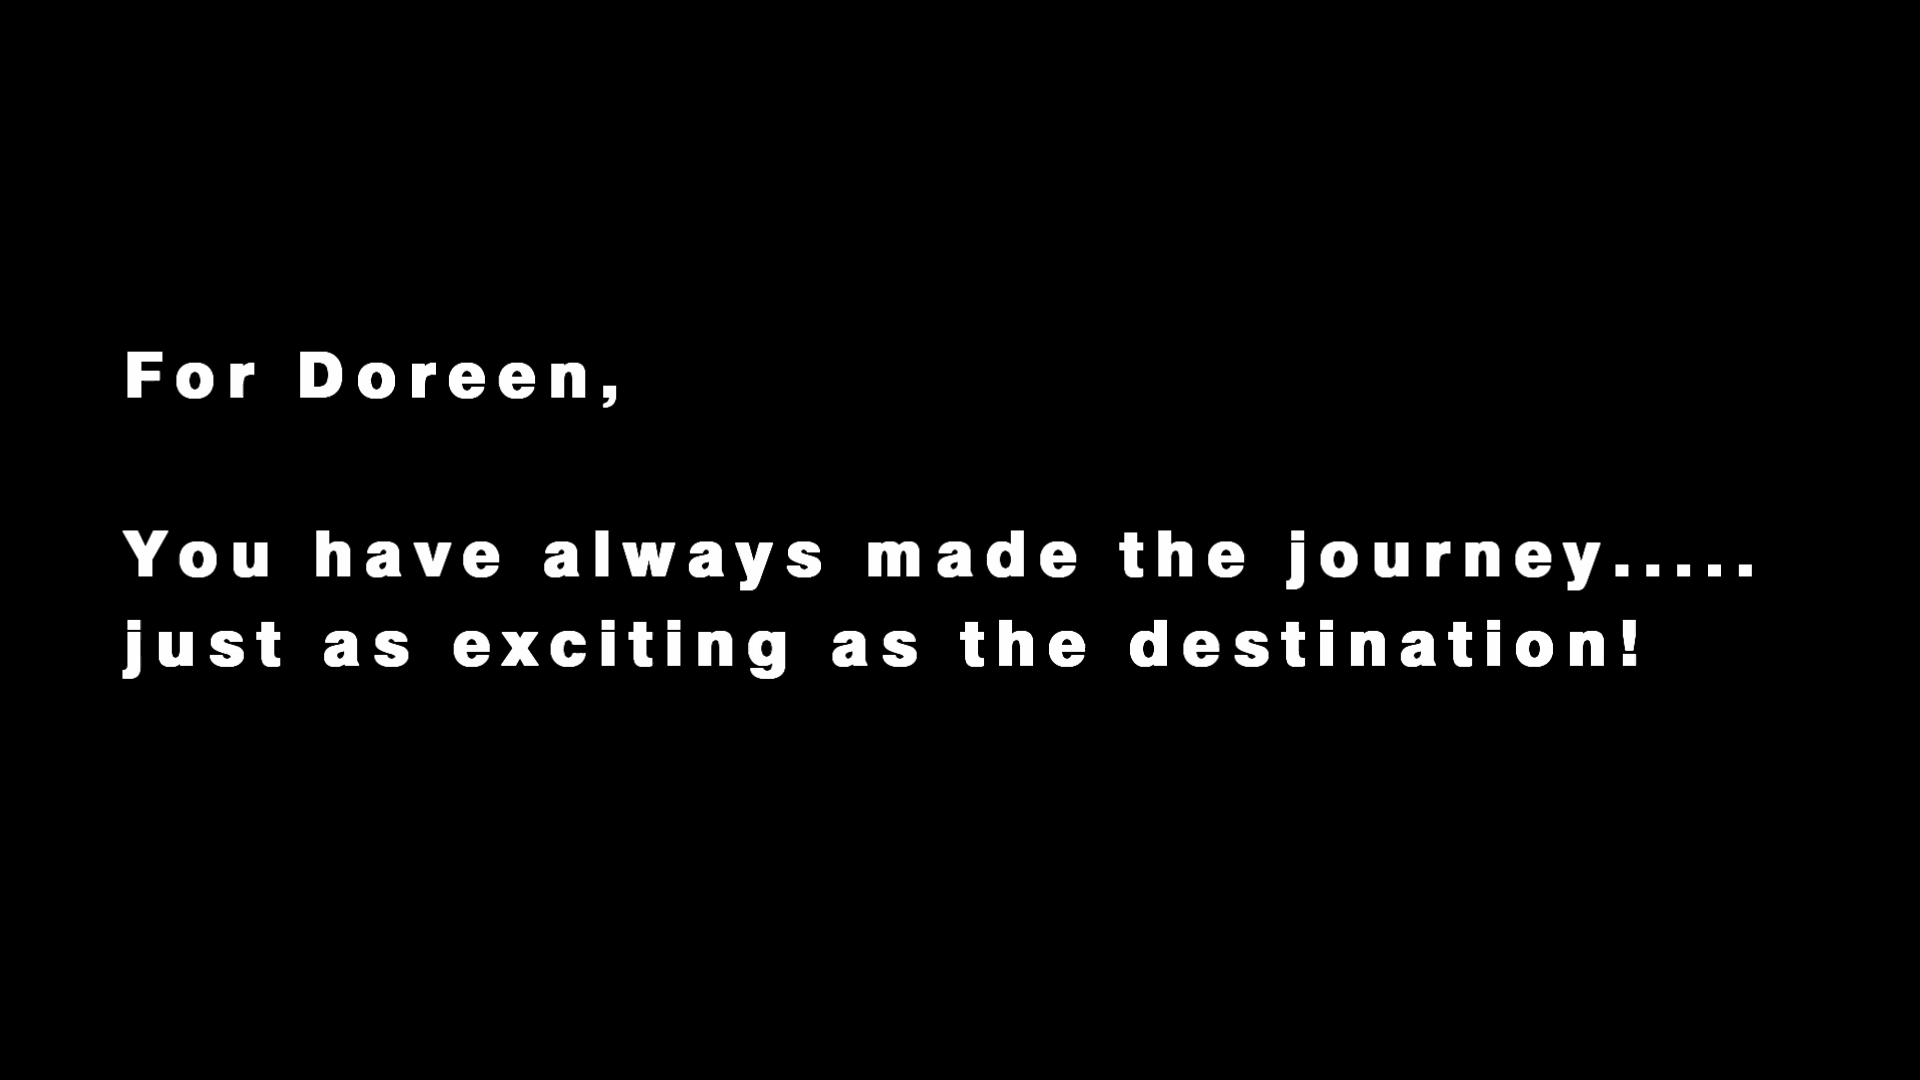 For Doreen,
You have always made the journey.....
just as exciting as the destination!